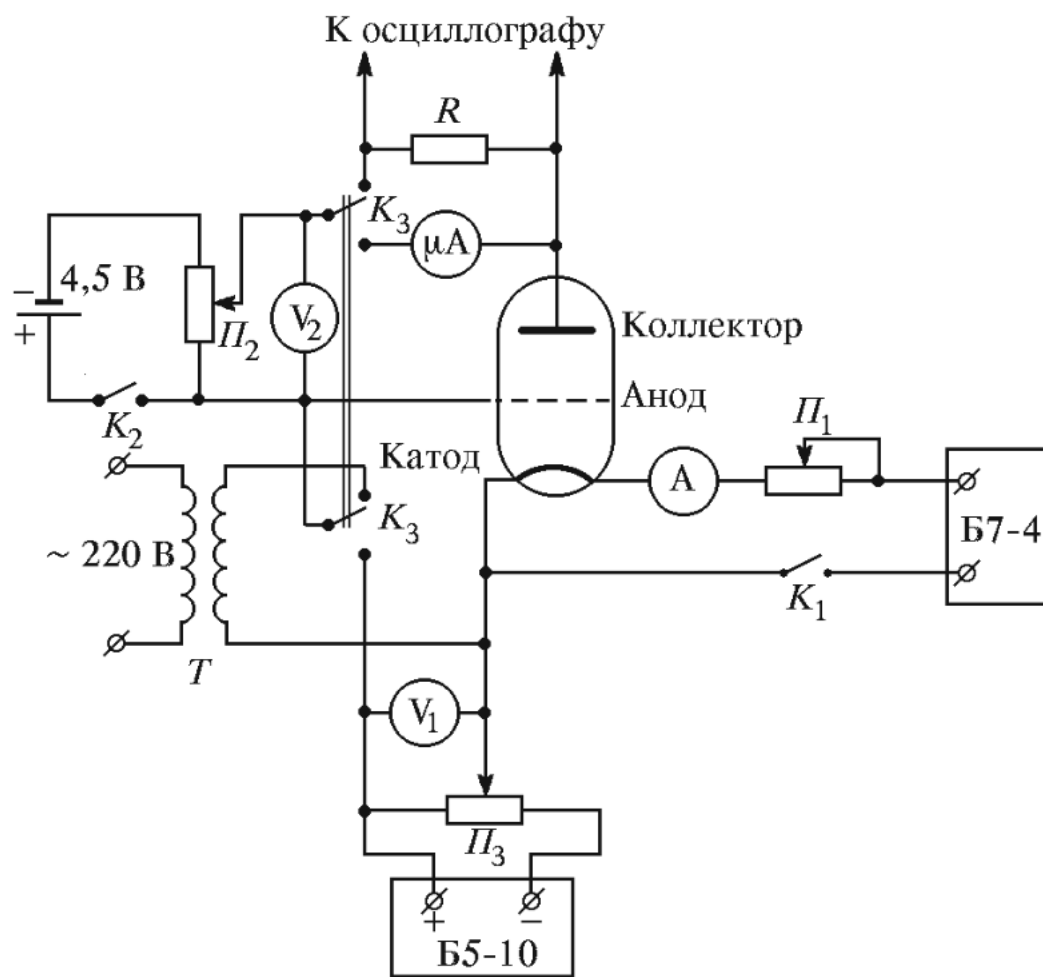 К осциллографу
R
K₃
μA
− 4,5 В
+
П₂
V₂
Коллектор
Анод
K₂
Катод
П₁
A
Б7-4
~ 220 В
K₃
K₁
T
V₁
П₃
+ −
Б5-10